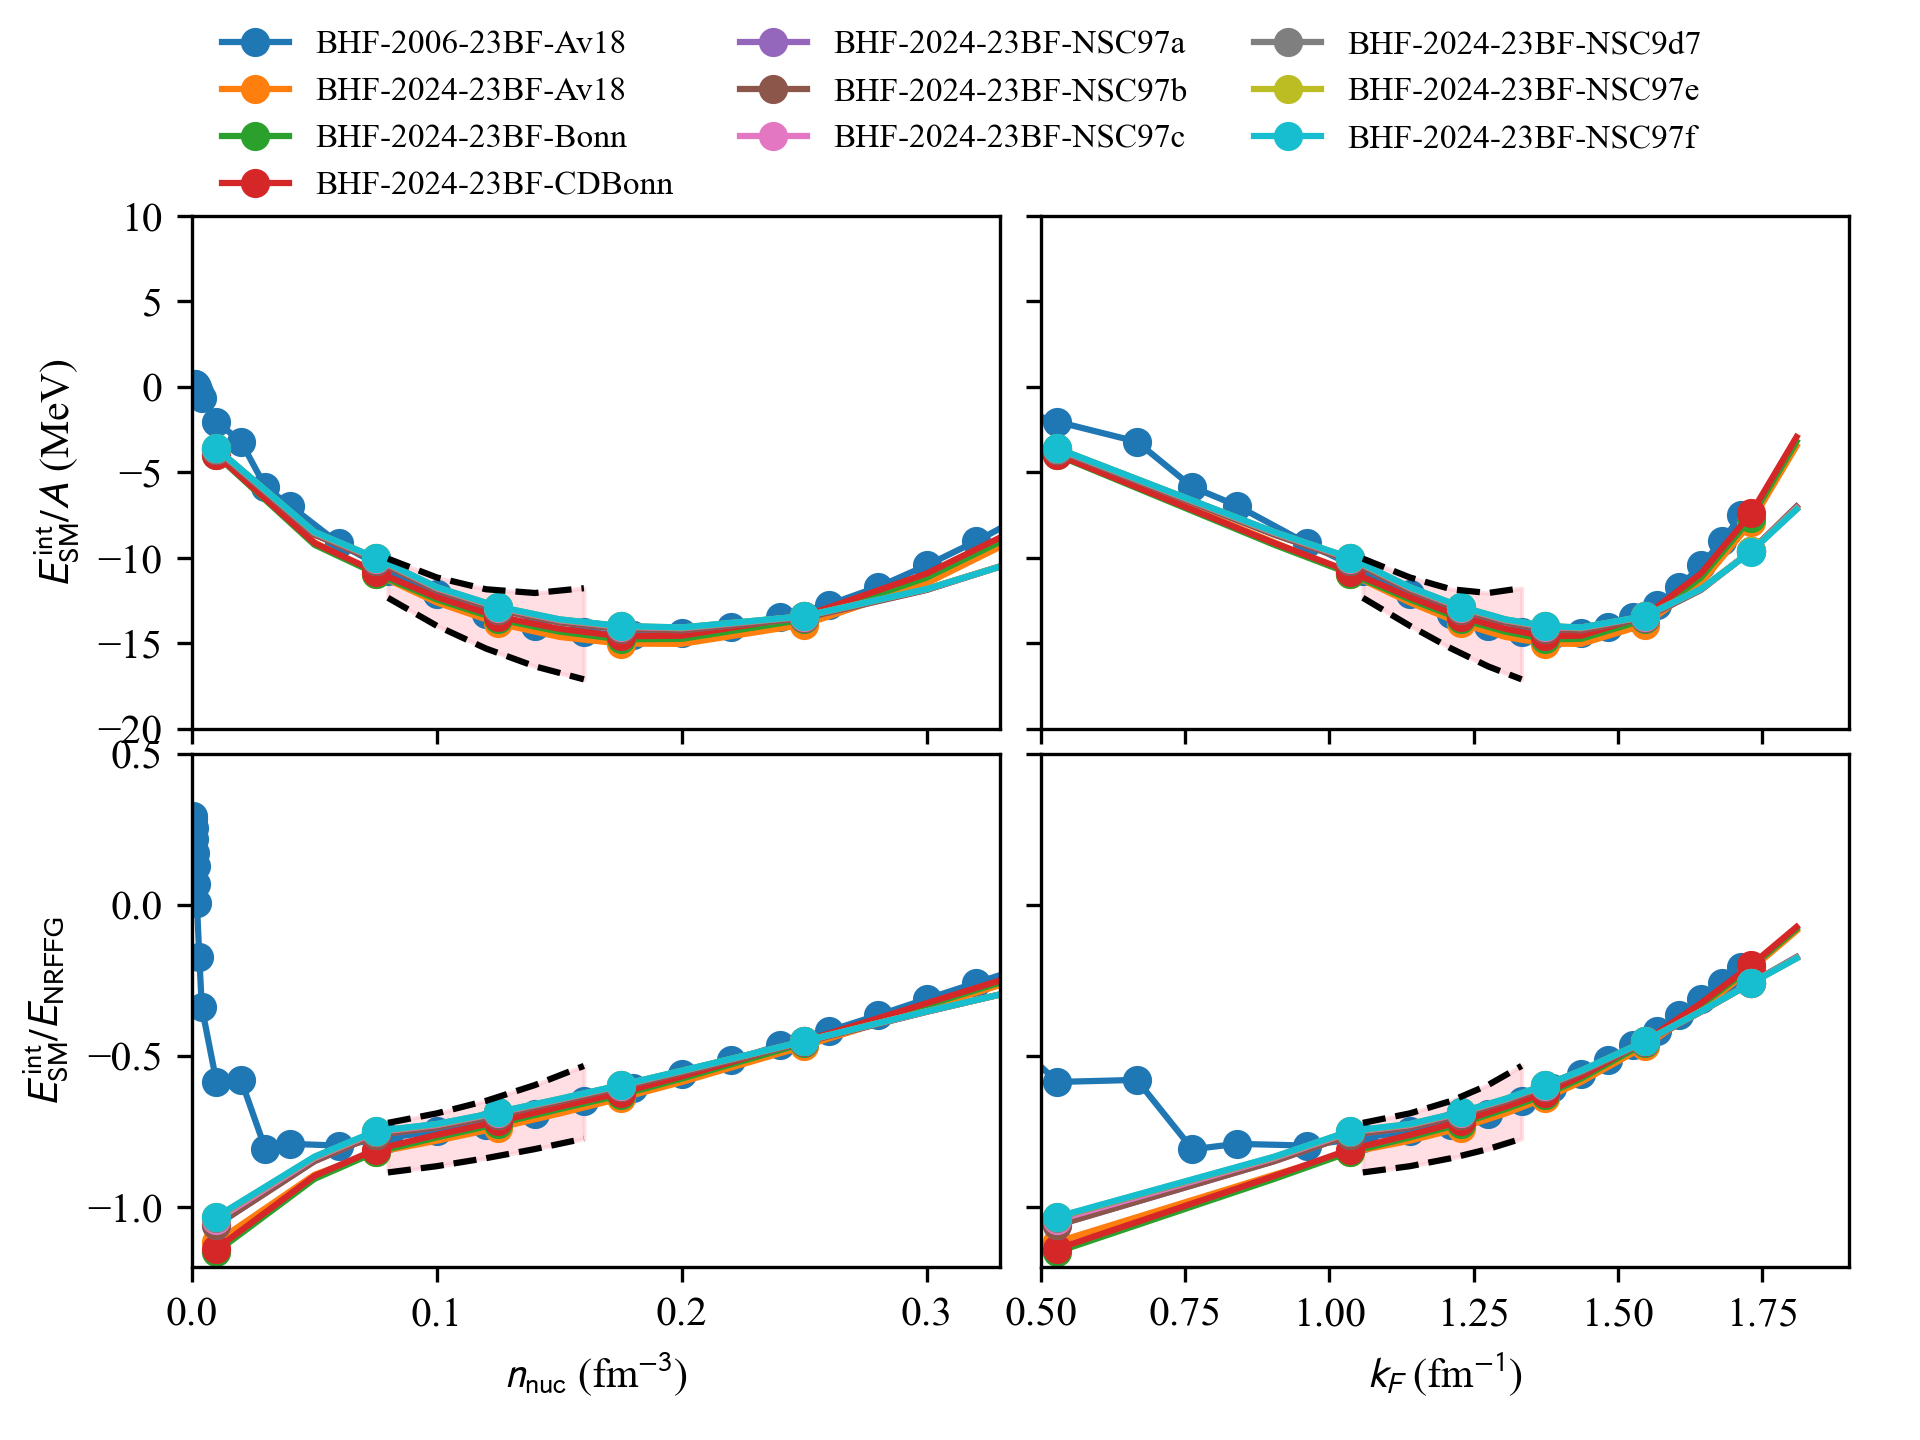 BHF-2006-23BF-Av18
BHF-2024-23BF-Av18
BHF-2024-23BF-Bonn
BHF-2024-23BF-CDBonn
BHF-2024-23BF-NSC97a
BHF-2024-23BF-NSC97b
BHF-2024-23BF-NSC97c
BHF-2024-23BF-NSC9d7
BHF-2024-23BF-NSC97e
BHF-2024-23BF-NSC97f
E_SM^int/A (MeV)
10
5
0
−5
−10
−15
−20
E_SM^int/E_NRFFG
0.5
0.0
−0.5
−1.0
0.0 0.1 0.2 0.3
n_nuc (fm⁻³)
0.50 0.75 1.00 1.25 1.50 1.75
k_F (fm⁻¹)